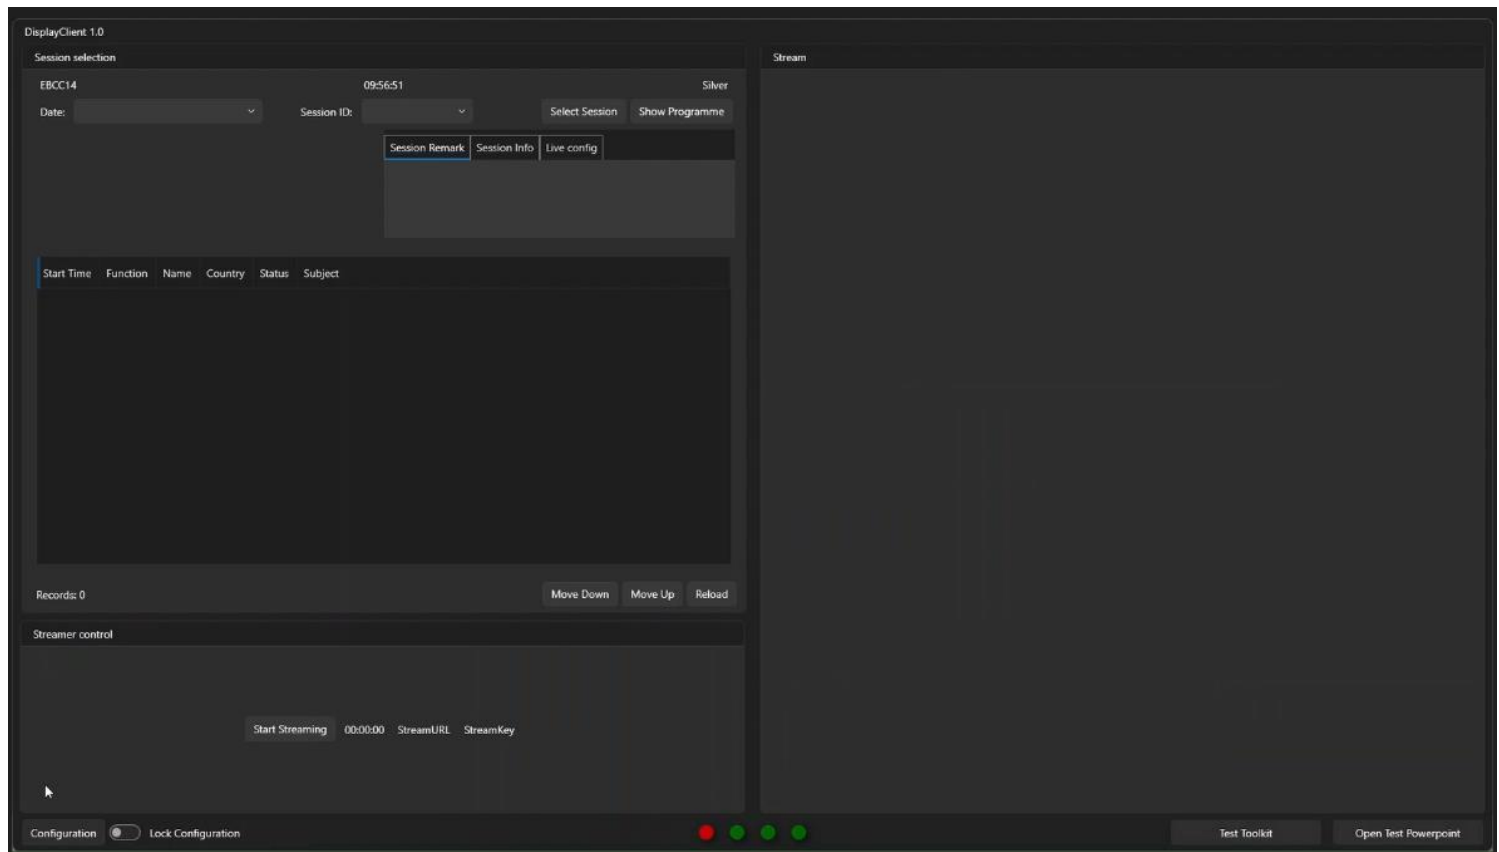 DisplayClient 1.0
Session selection
EBCC14 09:56:51 Silver
Date: Session ID: Select Session Show Programme
Session Remark Session Info Live config
Start Time Function Name Country Status Subject
Records: 0 Move Down Move Up Reload
Streamer control
Start Streaming 00:00:00 StreamURL StreamKey
Stream
Configuration Lock Configuration Test Toolkit Open Test Powerpoint